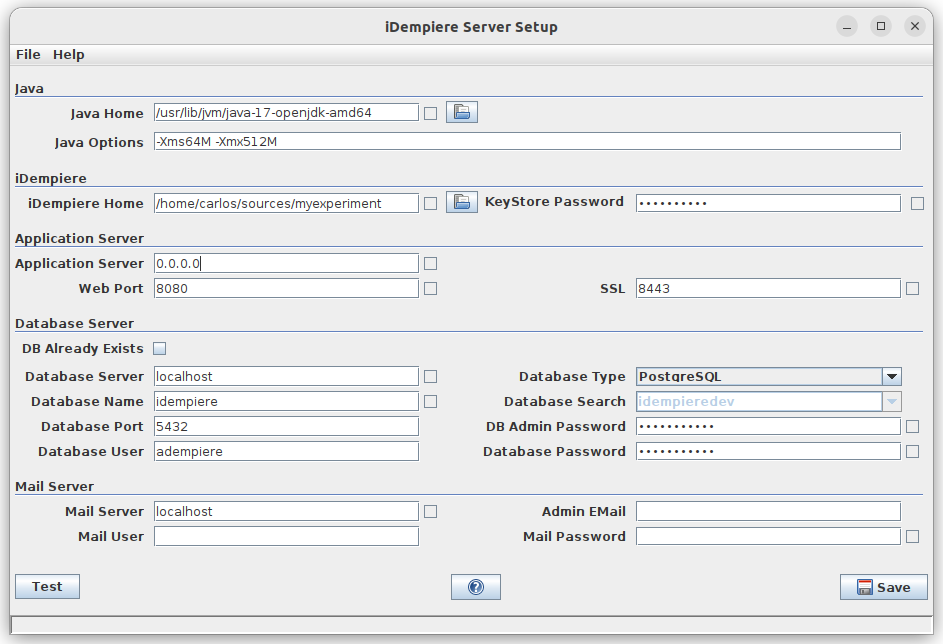 iDempiere Server Setup
File Help
Java
Java Home /usr/lib/jvm/java-17-openjdk-amd64
Java Options -Xms64M -Xmx512M
iDempiere
iDempiere Home /home/carlos/sources/myexperiment KeyStore Password ••••••••••
Application Server
Application Server 0.0.0.0
Web Port 8080 SSL 8443
Database Server
DB Already Exists
Database Server localhost Database Type PostgreSQL
Database Name idempiere Database Search idempieredev
Database Port 5432 DB Admin Password •••••••••••
Database User adempiere Database Password •••••••••••
Mail Server
Mail Server localhost Admin EMail
Mail User Mail Password
Test ? Save